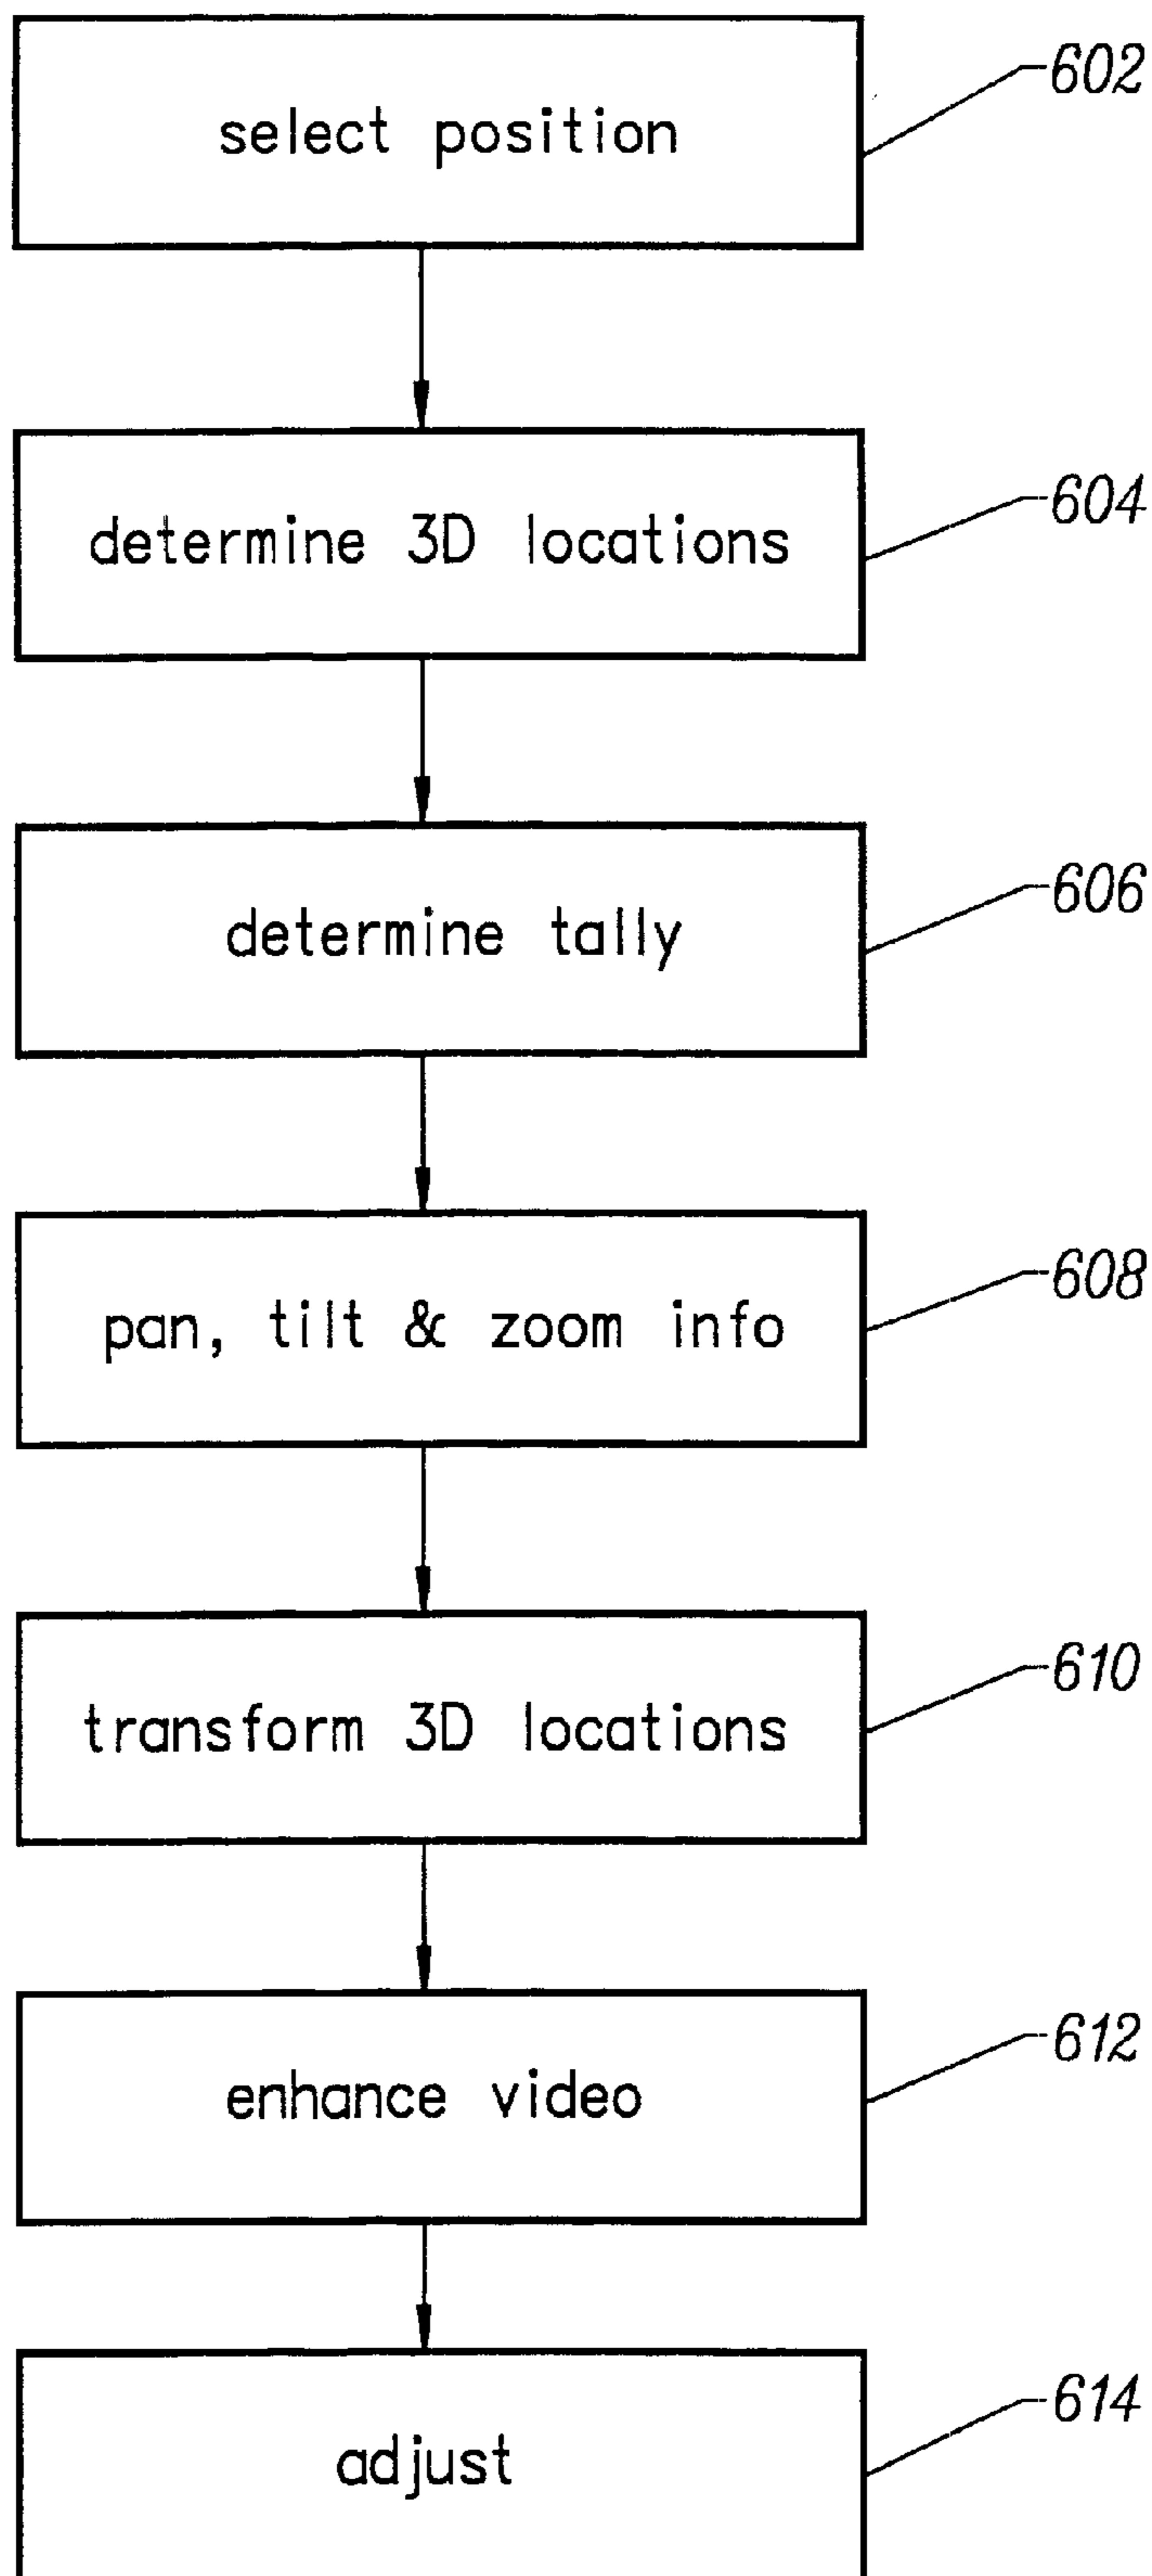 select position
602
determine 3D locations
604
determine tally
606
pan, tilt & zoom info
608
transform 3D locations
610
enhance video
612
adjust
614